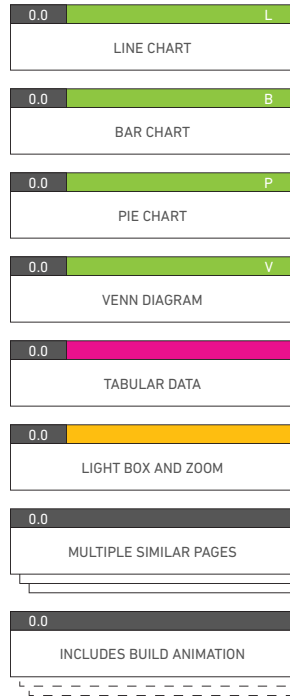 0.0 L
LINE CHART
0.0 B
BAR CHART
0.0 P
PIE CHART
0.0 V
VENN DIAGRAM
0.0
TABULAR DATA
0.0
LIGHT BOX AND ZOOM
0.0
MULTIPLE SIMILAR PAGES
0.0
INCLUDES BUILD ANIMATION